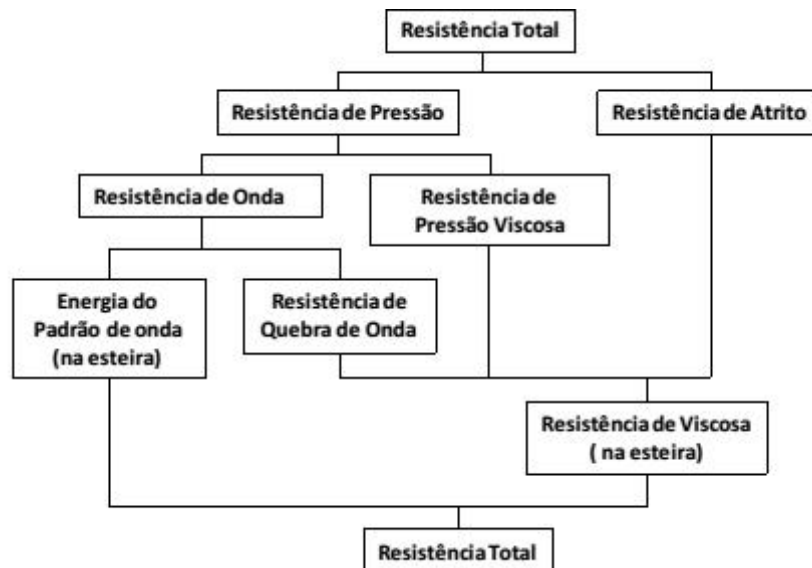 Resistência Total
Resistência de Pressão
Resistência de Atrito
Resistência de Onda
Resistência de
Pressão Viscosa
Energia do
Padrão de onda
(na esteira)
Resistência de
Quebra de Onda
Resistência de Viscosa
( na esteira)
Resistência Total